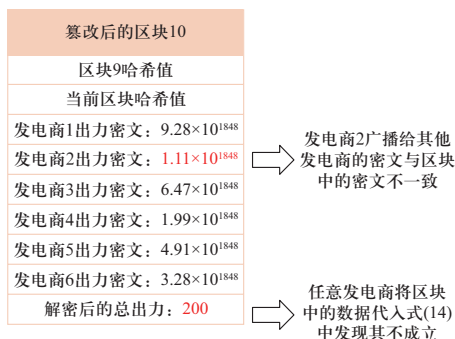 篡改后的区块10
区块9哈希值
当前区块哈希值
发电商1出力密文：9.28×10¹⁸⁴⁸
发电商2出力密文：1.11×10¹⁸⁴⁸
发电商3出力密文：6.47×10¹⁸⁴⁸
发电商4出力密文：1.99×10¹⁸⁴⁸
发电商5出力密文：4.91×10¹⁸⁴⁸
发电商6出力密文：3.28×10¹⁸⁴⁸
解密后的总出力：200
发电商2广播给其他
发电商的密文与区块
中的密文不一致
任意发电商将区块
中的数据代入式(14)
中发现其不成立